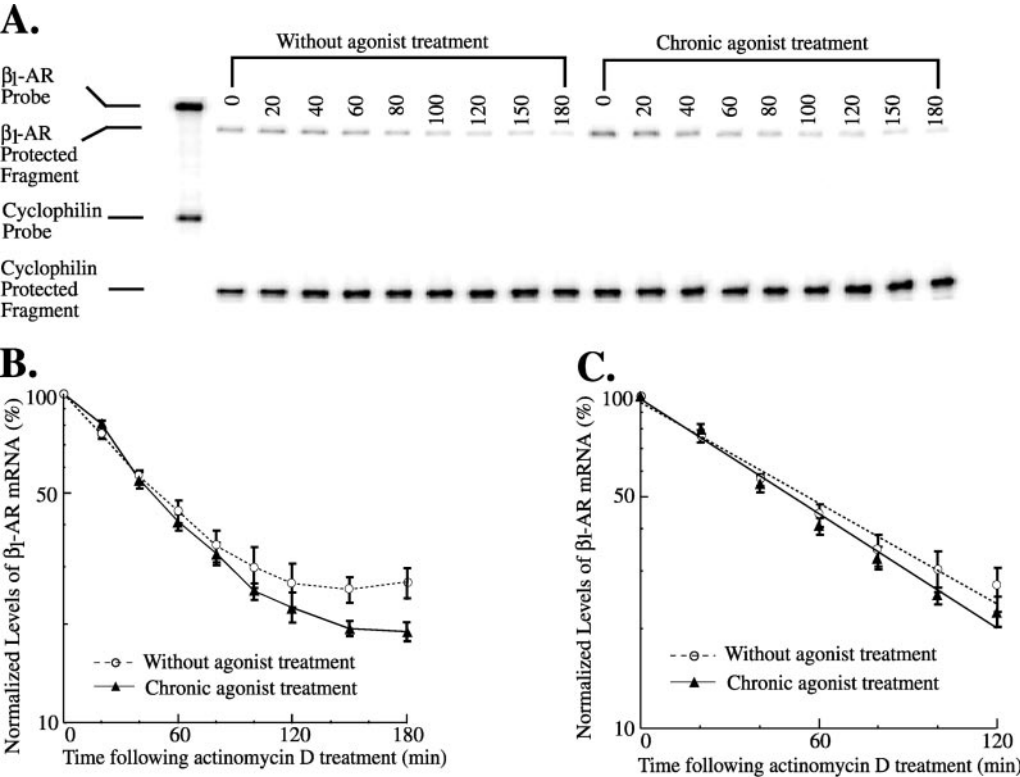 A.
Without agonist treatment
Chronic agonist treatment
β1-AR
Probe
0 20 40 60 80 100 120 150 180 0 20 40 60 80 100 120 150 180
β1-AR
Protected
Fragment
Cyclophilin
Probe
Cyclophilin
Protected
Fragment
B.
Normalized Levels of β1-AR mRNA (%)
100
50
10
Without agonist treatment
Chronic agonist treatment
0 60 120 180
Time following actinomycin D treatment (min)
C.
Normalized Levels of β1-AR mRNA (%)
100
50
10
Without agonist treatment
Chronic agonist treatment
0 60 120
Time following actinomycin D treatment (min)